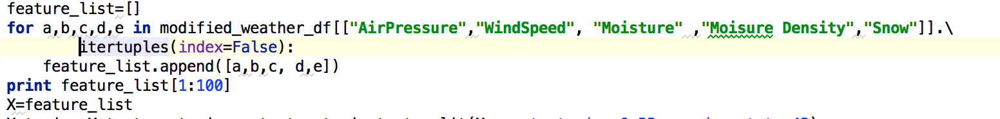 feature_list=[]
for a,b,c,d,e in modified_weather_df[["AirPressure","WindSpeed", "Moisture" ,"Moisure Density","Snow"]].\
itertuples(index=False):
feature_list.append([a,b,c, d,e])
print feature_list[1:100]
X=feature_list